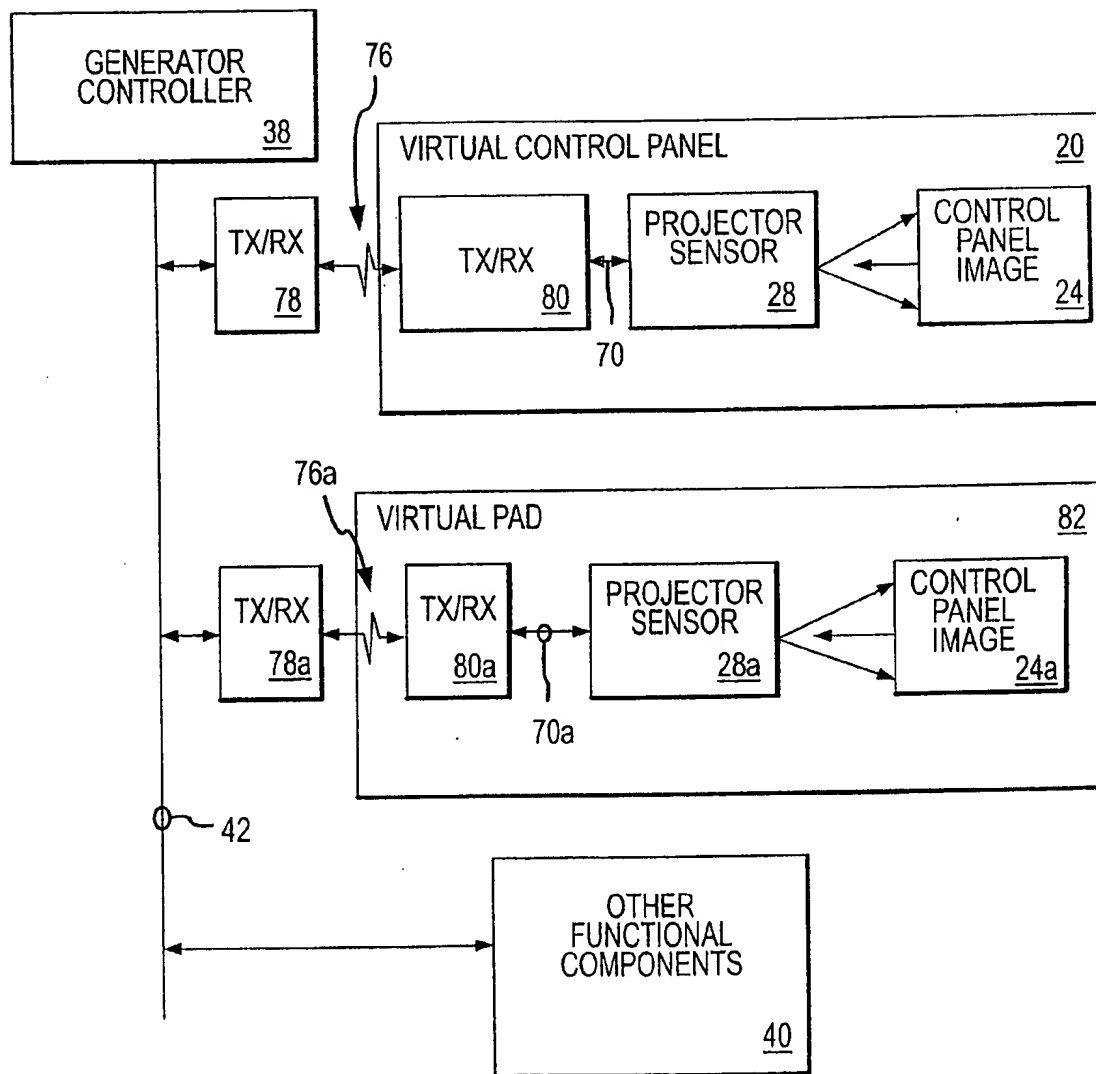 GENERATOR
CONTROLLER
38
76
VIRTUAL CONTROL PANEL
20
TX/RX
78
TX/RX
80
70
PROJECTOR
SENSOR
28
CONTROL
PANEL
IMAGE
24
76a
VIRTUAL PAD
82
TX/RX
78a
TX/RX
80a
70a
PROJECTOR
SENSOR
28a
CONTROL
PANEL
IMAGE
24a
42
OTHER
FUNCTIONAL
COMPONENTS
40